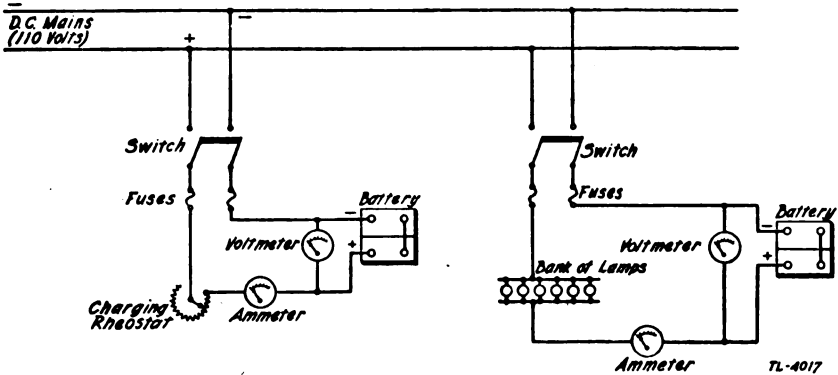 −
D.C. Mains
(110 Volts)
−
+
Switch
Fuses
Battery
−
+
Voltmeter
Charging
Rheostat
Ammeter
Switch
Fuses
Battery
−
+
Voltmeter
Bank of Lamps
Ammeter
TL-4017